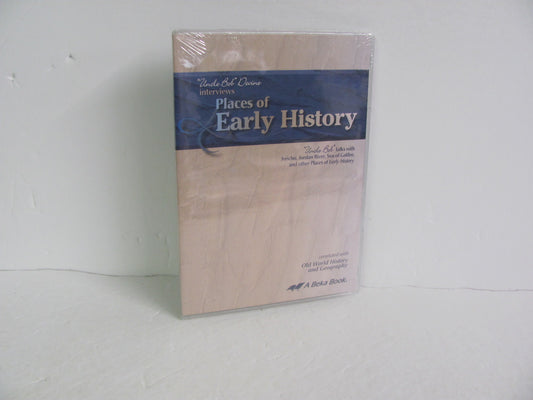 "Uncle Bob" Devine
interviews
Places of
Early History
"Uncle Bob" talks with
Jericho, Jordan River, Sea of Galilee,
and other Places of Early History
correlated with
Old World History
and Geography
A Beka Book